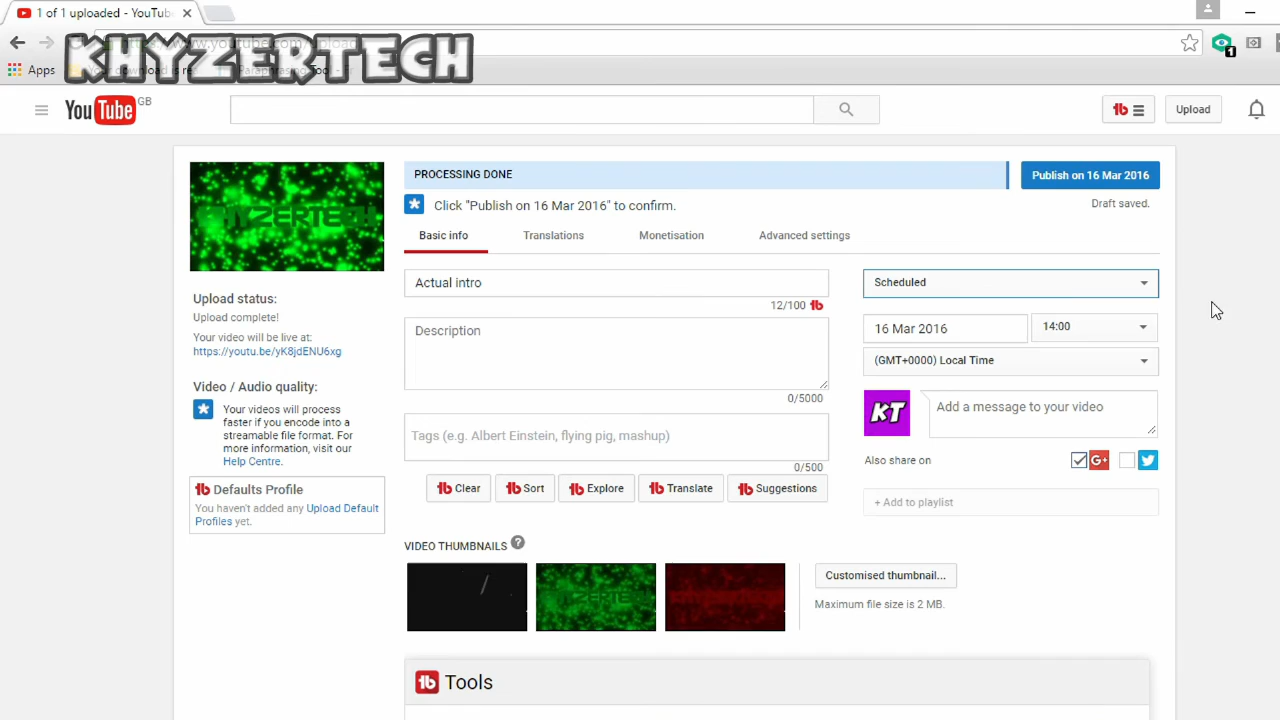 1 of 1 uploaded - YouTub
KHYZERTECH
Apps
YouTube GB
Upload
KHYZERTECH
PROCESSING DONE
Publish on 16 Mar 2016
Click "Publish on 16 Mar 2016" to confirm.
Draft saved.
Basic info
Translations
Monetisation
Advanced settings
Upload status:
Upload complete!
Your video will be live at:
https://youtu.be/yK8jdENU6xg
Video / Audio quality:
Your videos will process
faster if you encode into a
streamable file format. For
more information, visit our
Help Centre.
Defaults Profile
You haven't added any Upload Default
Profiles yet.
Actual intro
12/100
Description
0/5000
Tags (e.g. Albert Einstein, flying pig, mashup)
0/500
Clear
Sort
Explore
Translate
Suggestions
VIDEO THUMBNAILS
Customised thumbnail...
Maximum file size is 2 MB.
Tools
Scheduled
16 Mar 2016
14:00
(GMT+0000) Local Time
KT
Add a message to your video
Also share on
+ Add to playlist